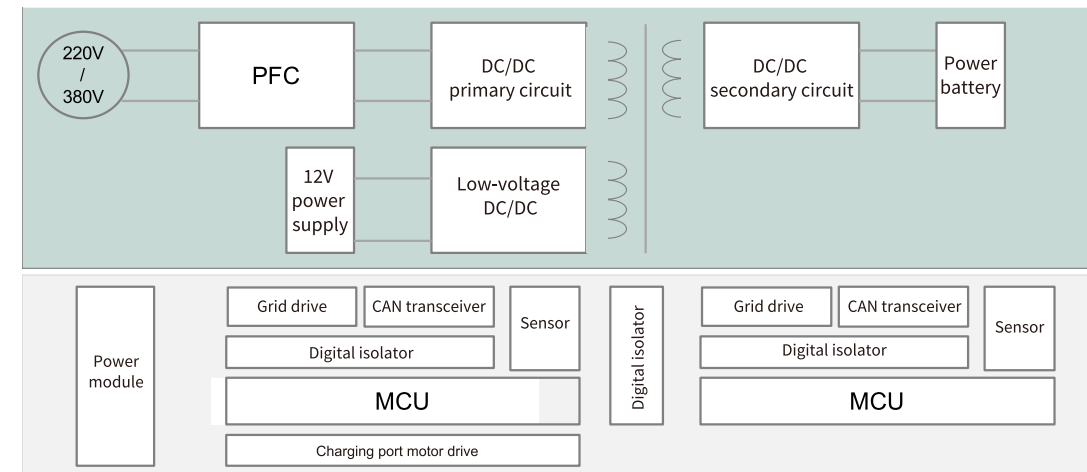 220V
/
380V
PFC
DC/DC
primary circuit
DC/DC
secondary circuit
Power
battery
12V
power
supply
Low-voltage
DC/DC
Power
module
Grid drive
CAN transceiver
Sensor
Digital isolator
MCU
Charging port motor drive
Digital isolator
Grid drive
CAN transceiver
Sensor
Digital isolator
MCU